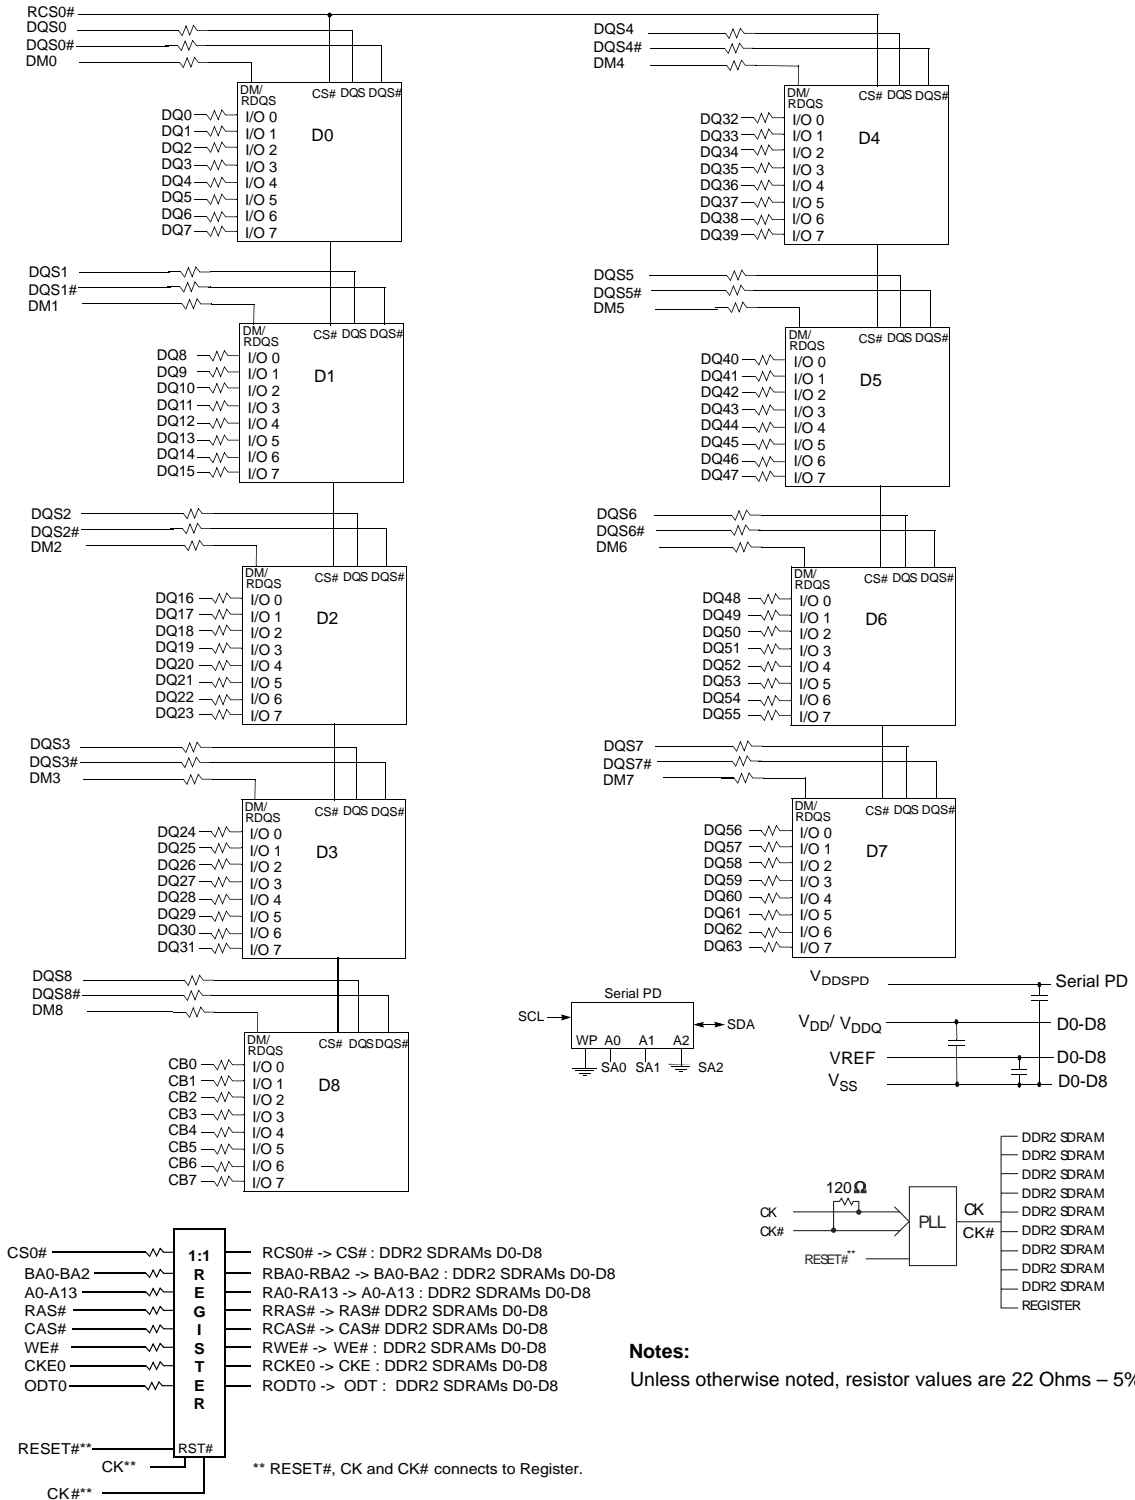 RCS0#
DQS0
DQS0#
DM0
DM/
RDQS
CS# DQS DQS#
DQ0 I/O 0
DQ1 I/O 1
DQ2 I/O 2
DQ3 I/O 3
DQ4 I/O 4
DQ5 I/O 5
DQ6 I/O 6
DQ7 I/O 7
D0
DQS1
DQS1#
DM1
DM/
RDQS
CS# DQS DQS#
DQ8 I/O 0
DQ9 I/O 1
DQ10 I/O 2
DQ11 I/O 3
DQ12 I/O 4
DQ13 I/O 5
DQ14 I/O 6
DQ15 I/O 7
D1
DQS2
DQS2#
DM2
DM/
RDQS
CS# DQS DQS#
DQ16 I/O 0
DQ17 I/O 1
DQ18 I/O 2
DQ19 I/O 3
DQ20 I/O 4
DQ21 I/O 5
DQ22 I/O 6
DQ23 I/O 7
D2
DQS3
DQS3#
DM3
DM/
RDQS
CS# DQS DQS#
DQ24 I/O 0
DQ25 I/O 1
DQ26 I/O 2
DQ27 I/O 3
DQ28 I/O 4
DQ29 I/O 5
DQ30 I/O 6
DQ31 I/O 7
D3
DQS8
DQS8#
DM8
DM/
RDQS
CS# DQS DQS#
CB0 I/O 0
CB1 I/O 1
CB2 I/O 2
CB3 I/O 3
CB4 I/O 4
CB5 I/O 5
CB6 I/O 6
CB7 I/O 7
D8
DQS4
DQS4#
DM4
DM/
RDQS
CS# DQS DQS#
DQ32 I/O 0
DQ33 I/O 1
DQ34 I/O 2
DQ35 I/O 3
DQ36 I/O 4
DQ37 I/O 5
DQ38 I/O 6
DQ39 I/O 7
D4
DQS5
DQS5#
DM5
DM/
RDQS
CS# DQS DQS#
DQ40 I/O 0
DQ41 I/O 1
DQ42 I/O 2
DQ43 I/O 3
DQ44 I/O 4
DQ45 I/O 5
DQ46 I/O 6
DQ47 I/O 7
D5
DQS6
DQS6#
DM6
DM/
RDQS
CS# DQS DQS#
DQ48 I/O 0
DQ49 I/O 1
DQ50 I/O 2
DQ51 I/O 3
DQ52 I/O 4
DQ53 I/O 5
DQ54 I/O 6
DQ55 I/O 7
D6
DQS7
DQS7#
DM7
DM/
RDQS
CS# DQS DQS#
DQ56 I/O 0
DQ57 I/O 1
DQ58 I/O 2
DQ59 I/O 3
DQ60 I/O 4
DQ61 I/O 5
DQ62 I/O 6
DQ63 I/O 7
D7
Serial PD
SCL
SDA
WP A0 A1 A2
SA0 SA1 SA2
VDDSPD Serial PD
VDD/ VDDQ D0-D8
VREF D0-D8
VSS D0-D8
120Ω
CK
CK#
RESET#**
PLL
CK
CK#
DDR2 SDRAM
DDR2 SDRAM
DDR2 SDRAM
DDR2 SDRAM
DDR2 SDRAM
DDR2 SDRAM
DDR2 SDRAM
DDR2 SDRAM
DDR2 SDRAM
REGISTER
1:1
REGISTER
CS0# RCS0# -> CS# : DDR2 SDRAMs D0-D8
BA0-BA2 RBA0-RBA2 -> BA0-BA2 : DDR2 SDRAMs D0-D8
A0-A13 RA0-RA13 -> A0-A13 : DDR2 SDRAMs D0-D8
RAS# RRAS# -> RAS# DDR2 SDRAMs D0-D8
CAS# RCAS# -> CAS# DDR2 SDRAMs D0-D8
WE# RWE# -> WE# : DDR2 SDRAMs D0-D8
CKE0 RCKE0 -> CKE : DDR2 SDRAMs D0-D8
ODT0 RODT0 -> ODT : DDR2 SDRAMs D0-D8
RESET#** RST#
CK**
CK#**
** RESET#, CK and CK# connects to Register.
Notes:
Unless otherwise noted, resistor values are 22 Ohms – 5%